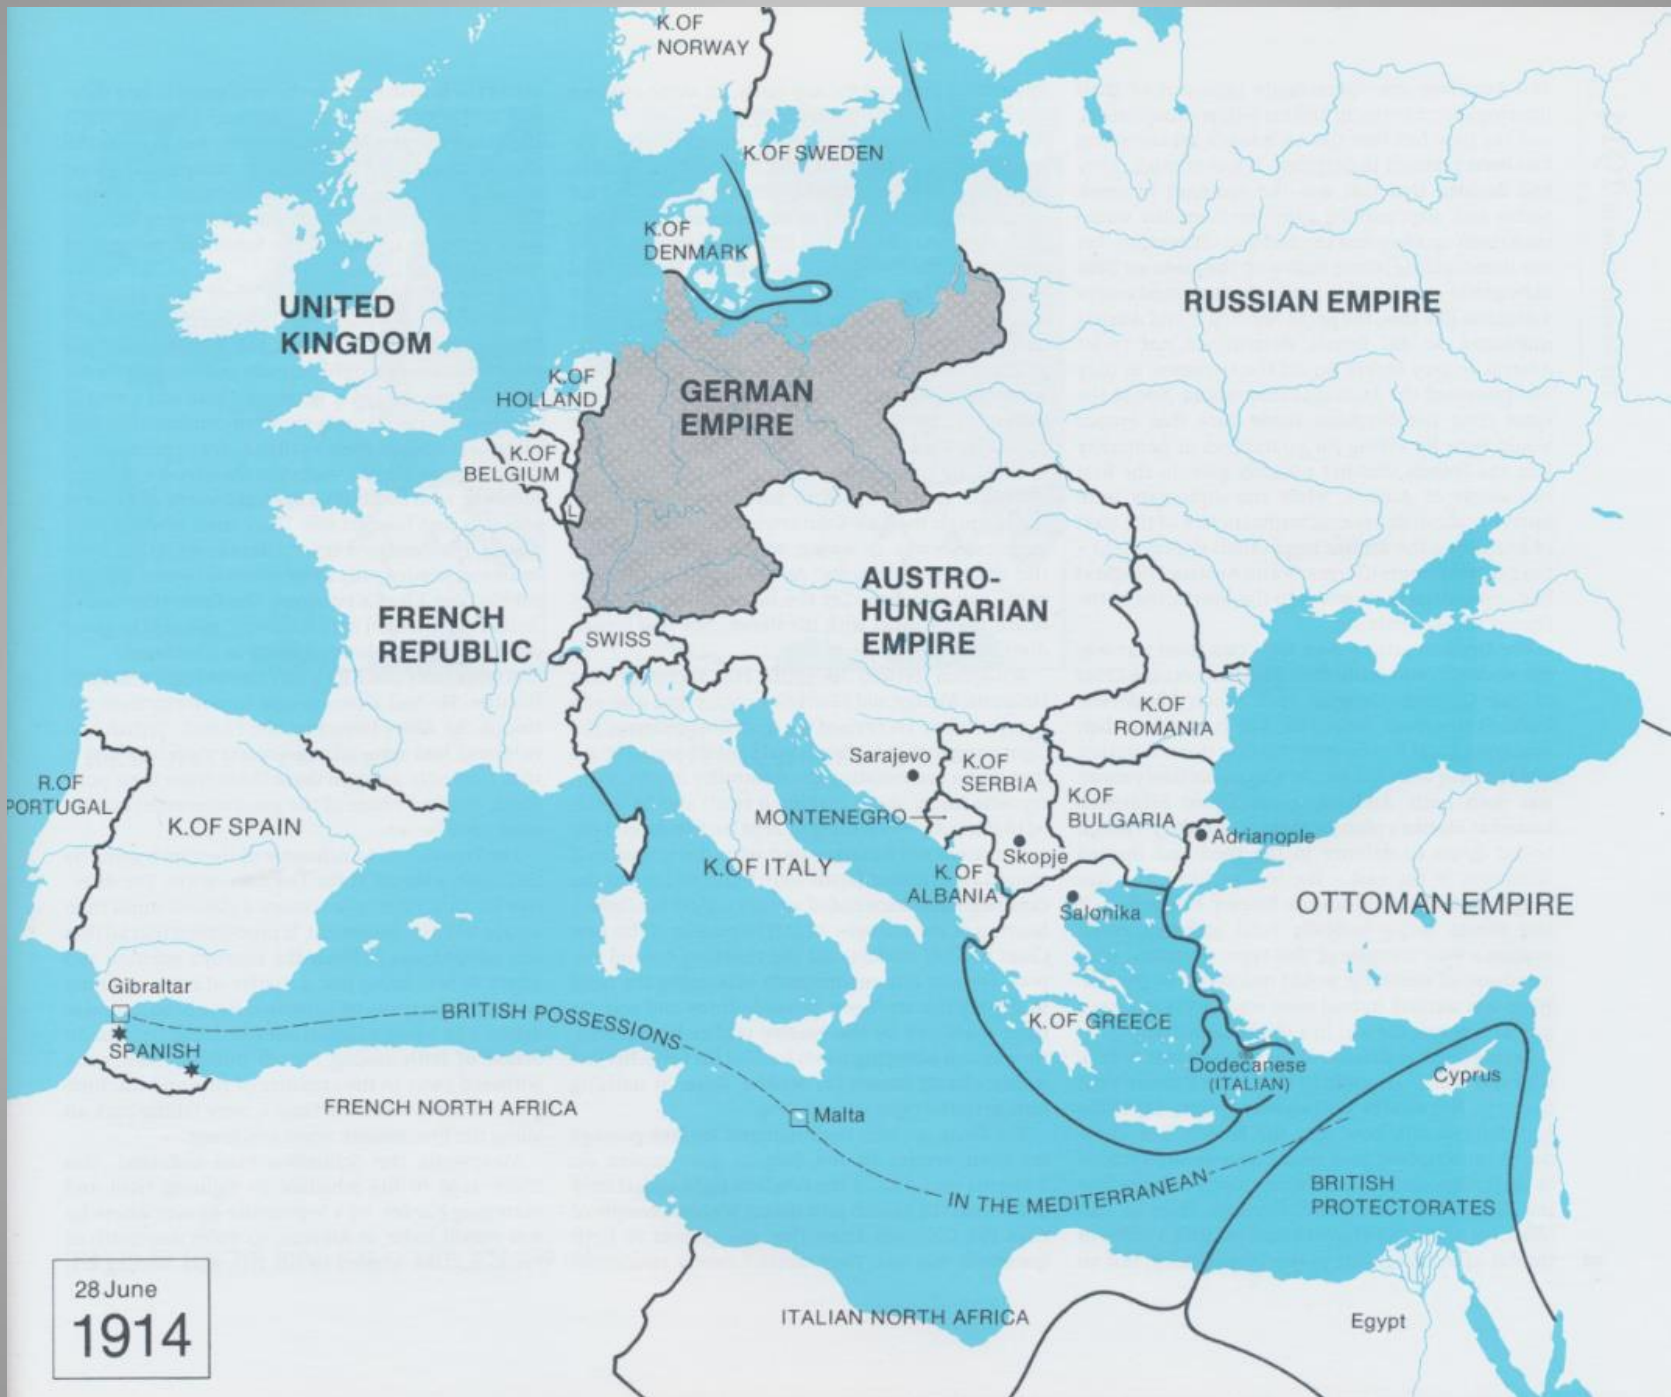 K.OF
NORWAY
K.OF SWEDEN
K.OF
DENMARK
UNITED
KINGDOM
RUSSIAN EMPIRE
K.OF
HOLLAND
GERMAN
EMPIRE
K.OF
BELGIUM
L
FRENCH
REPUBLIC
SWISS
AUSTRO-
HUNGARIAN
EMPIRE
K.OF
ROMANIA
R.OF
PORTUGAL
K.OF SPAIN
Sarajevo
K.OF
SERBIA
MONTENEGRO
K.OF
BULGARIA
Adrianople
Skopje
K.OF ITALY
K.OF
ALBANIA
Salonika
OTTOMAN EMPIRE
Gibraltar
BRITISH POSSESSIONS
K.OF GREECE
SPANISH
Dodecanese
(ITALIAN)
Cyprus
FRENCH NORTH AFRICA
Malta
IN THE MEDITERRANEAN
BRITISH
PROTECTORATES
ITALIAN NORTH AFRICA
Egypt
28 June
1914